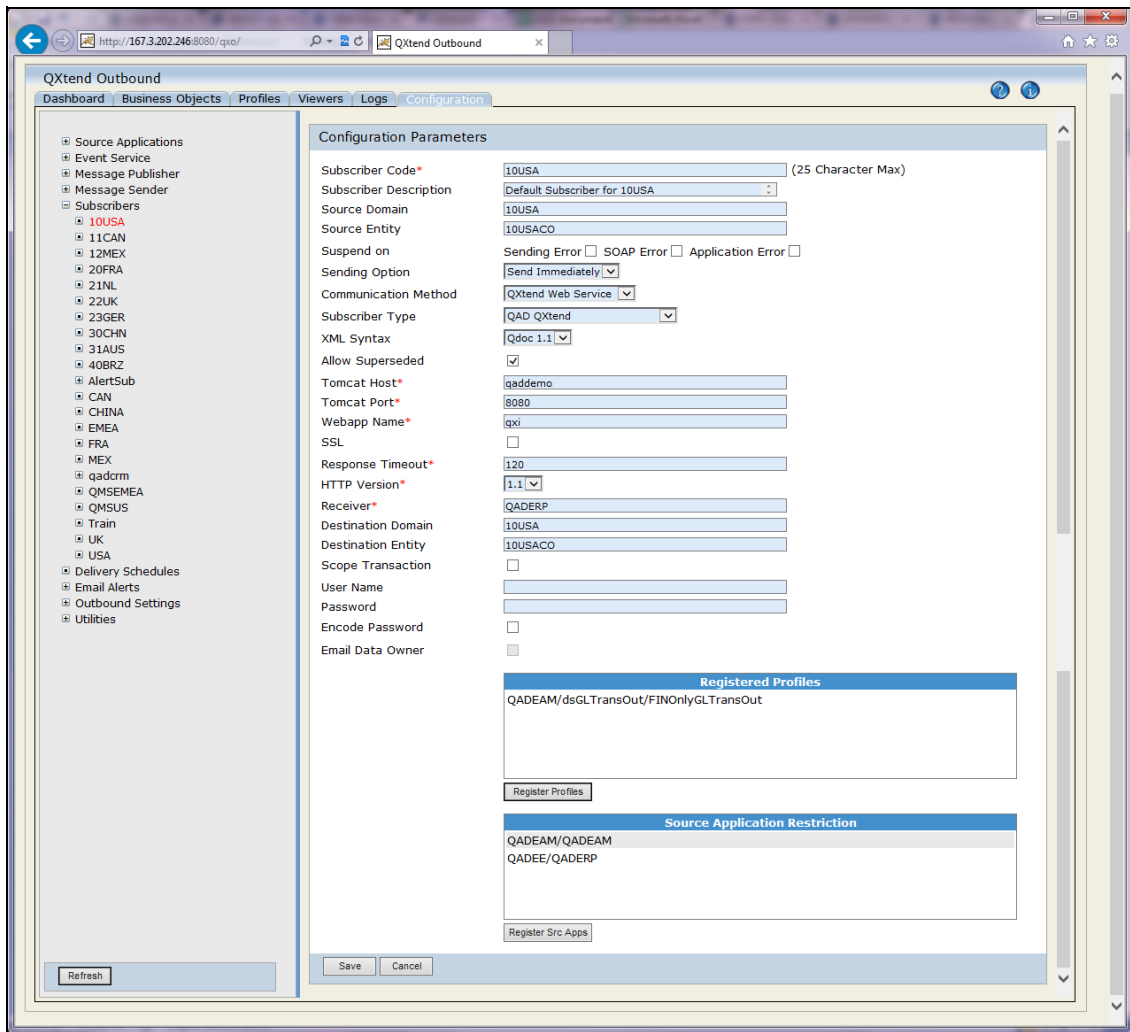 http://167.3.202.246:8080/qxo/
QXtend Outbound
QXtend Outbound
Dashboard Business Objects Profiles Viewers Logs Configuration
Source Applications
Event Service
Message Publisher
Message Sender
Subscribers
10USA
11CAN
12MEX
20FRA
21NL
22UK
23GER
30CHN
31AUS
40BRZ
AlertSub
CAN
CHINA
EMEA
FRA
MEX
qadcrm
QMSEMEA
QMSUS
Train
UK
USA
Delivery Schedules
Email Alerts
Outbound Settings
Utilities
Refresh
Configuration Parameters
Subscriber Code* 10USA (25 Character Max)
Subscriber Description Default Subscriber for 10USA
Source Domain 10USA
Source Entity 10USACO
Suspend on Sending Error SOAP Error Application Error
Sending Option Send Immediately
Communication Method QXtend Web Service
Subscriber Type QAD QXtend
XML Syntax Qdoc 1.1
Allow Superseded
Tomcat Host* qaddemo
Tomcat Port* 8080
Webapp Name* qxi
SSL
Response Timeout* 120
HTTP Version* 1.1
Receiver* QADERP
Destination Domain 10USA
Destination Entity 10USACO
Scope Transaction
User Name
Password
Encode Password
Email Data Owner
Registered Profiles
QADEAM/dsGLTransOut/FINOnlyGLTransOut
Register Profiles
Source Application Restriction
QADEAM/QADEAM
QADEE/QADERP
Register Src Apps
Save Cancel